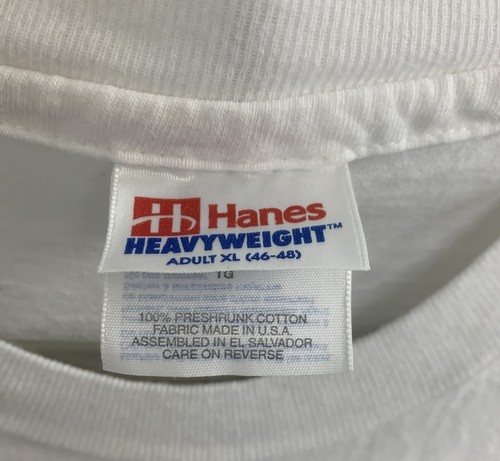 Hanes
HEAVYWEIGHT™
ADULT XL (46-48)
1G
100% PRESHRUNK COTTON
FABRIC MADE IN U.S.A.
ASSEMBLED IN EL SALVADOR
CARE ON REVERSE